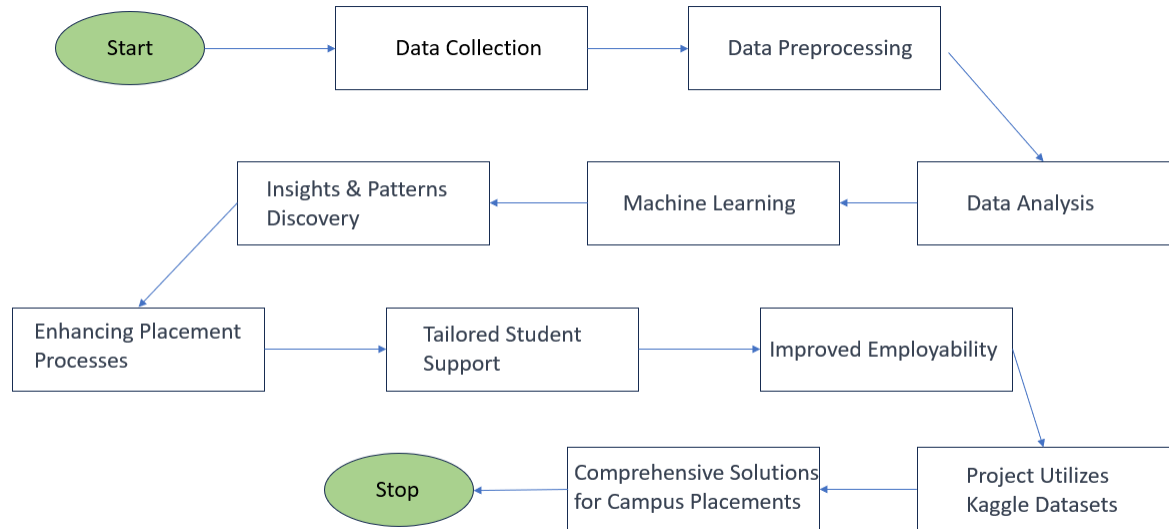 Start
Data Collection
Data Preprocessing
Insights & Patterns
Discovery
Machine Learning
Data Analysis
Enhancing Placement
Processes
Tailored Student
Support
Improved Employability
Stop
Comprehensive Solutions
for Campus Placements
Project Utilizes
Kaggle Datasets